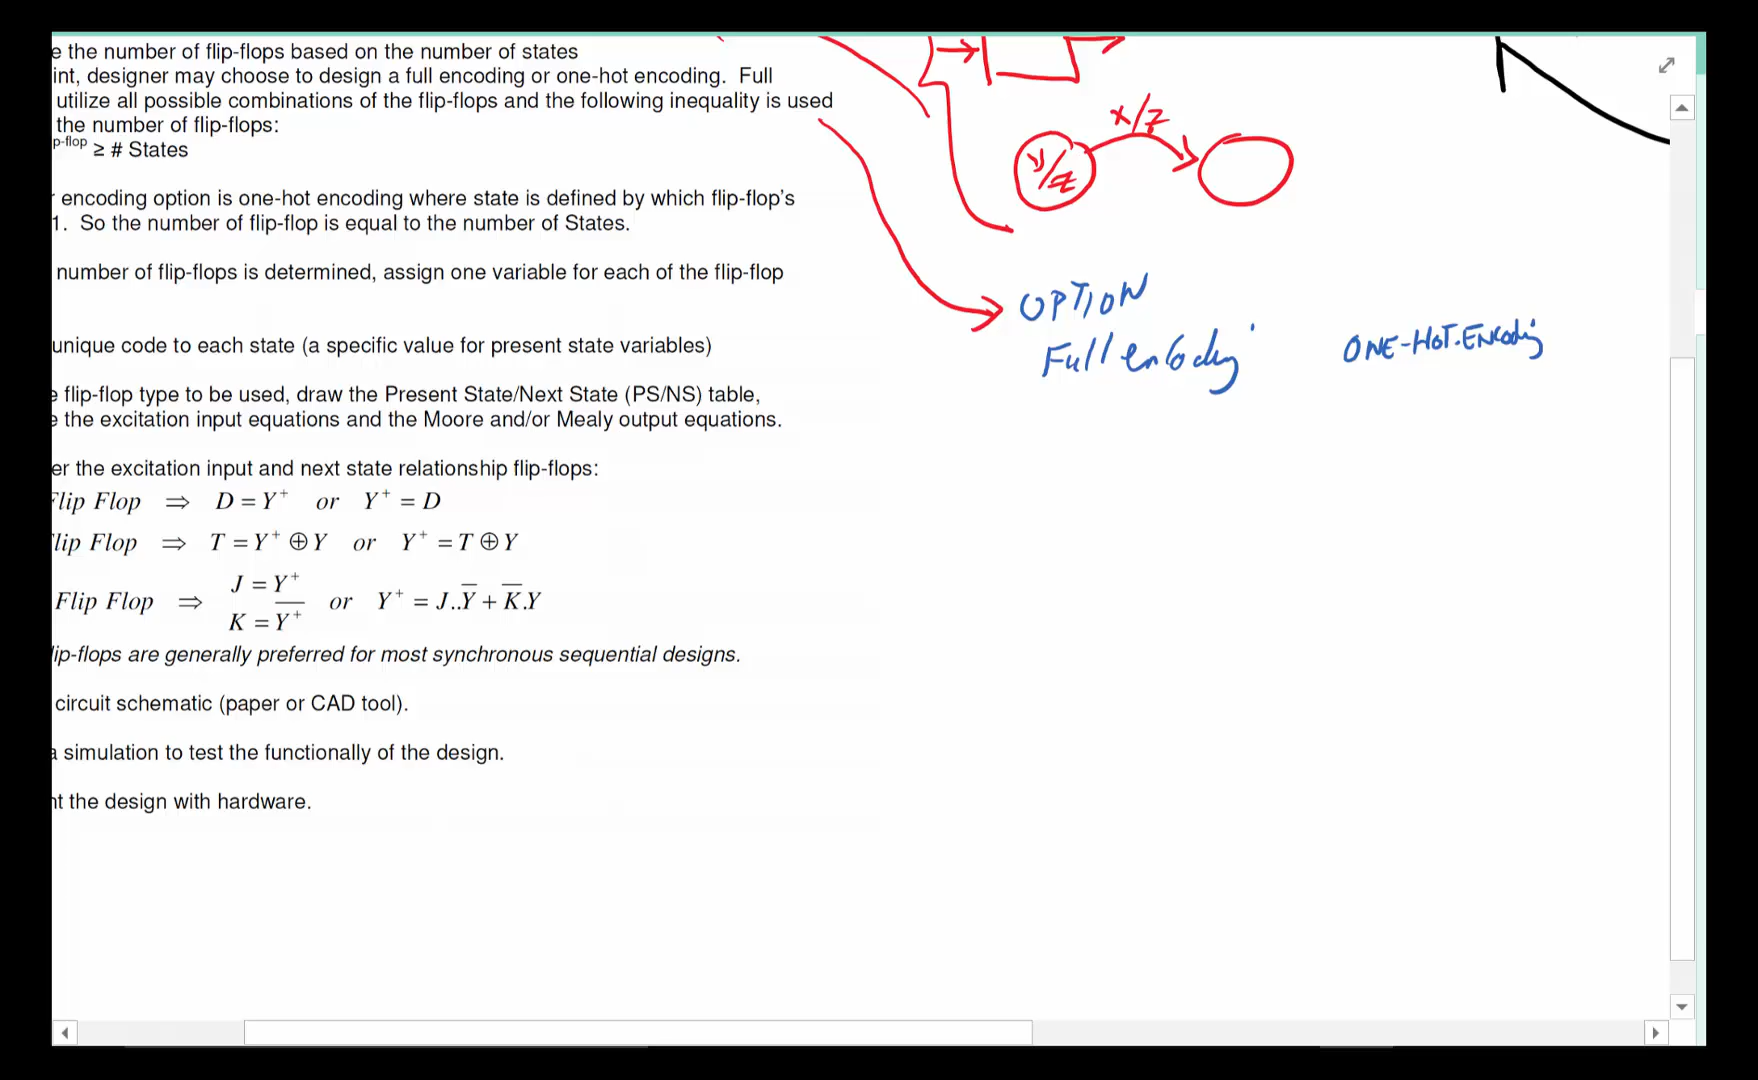 e the number of flip-flops based on the number of states
int, designer may choose to design a full encoding or one-hot encoding. Full
utilize all possible combinations of the flip-flops and the following inequality is used
the number of flip-flops:
p-flop ≥ # States
encoding option is one-hot encoding where state is defined by which flip-flop's
1. So the number of flip-flop is equal to the number of States.
number of flip-flops is determined, assign one variable for each of the flip-flop
unique code to each state (a specific value for present state variables)
e flip-flop type to be used, draw the Present State/Next State (PS/NS) table,
e the excitation input equations and the Moore and/or Mealy output equations.
er the excitation input and next state relationship flip-flops:
Flip Flop ⇒ D = Y⁺ or Y⁺ = D
lip Flop ⇒ T = Y⁺ ⊕ Y or Y⁺ = T ⊕ Y
J = Y⁺
Flip Flop ⇒ or Y⁺ = J..Y̅ + K̅.Y
K = Y̅⁺
lip-flops are generally preferred for most synchronous sequential designs.
circuit schematic (paper or CAD tool).
a simulation to test the functionally of the design.
nt the design with hardware.
x/z
y/z
OPTION
Full encoding
ONE-HOT-Encoding